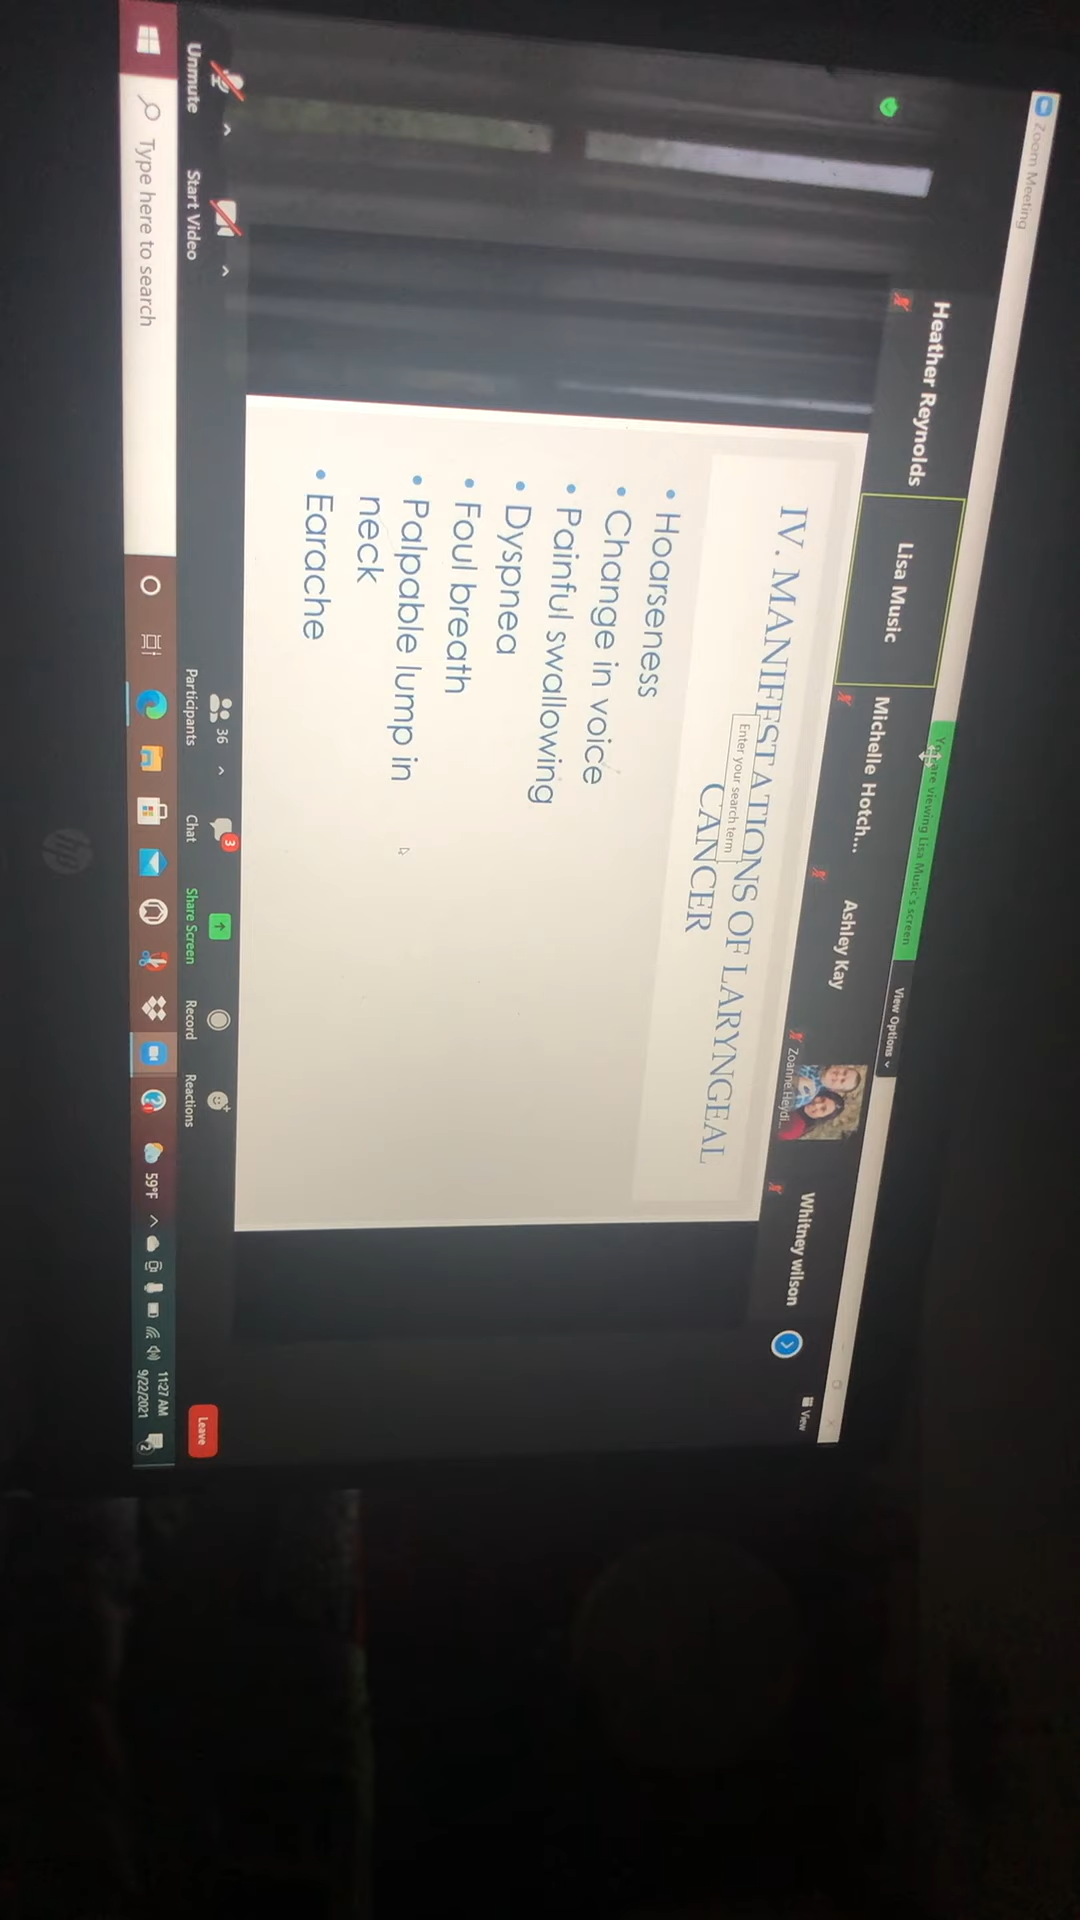 Zoom Meeting
You are viewing Lisa Music's screen
View Options
Heather Reynolds
Lisa Music
Michelle Hotch...
Ashley Kay
Zoanne Heydi...
Whitney wilson
View
IV. MANIFESTATIONS OF LARYNGEAL
CANCER
Enter your search term
• Hoarseness
• Change in voice
• Painful swallowing
• Dyspnea
• Foul breath
• Palpable lump in
neck
• Earache
Unmute
Start Video
36
Participants
3
Chat
Share Screen
Record
Reactions
Leave
Type here to search
59°F
11:27 AM
9/22/2021
2
hp